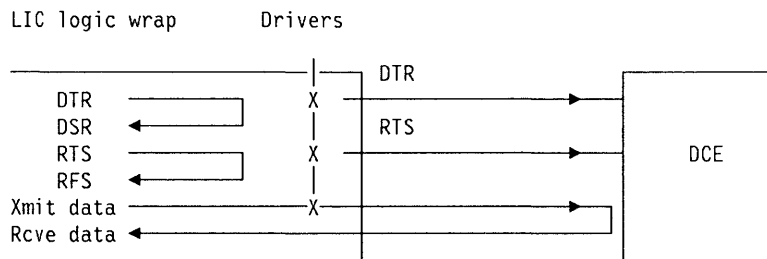 LIC logic wrap Drivers
DTR
DTR X
DSR
RTS
RTS X DCE
RFS
Xmit data X
Rcve data